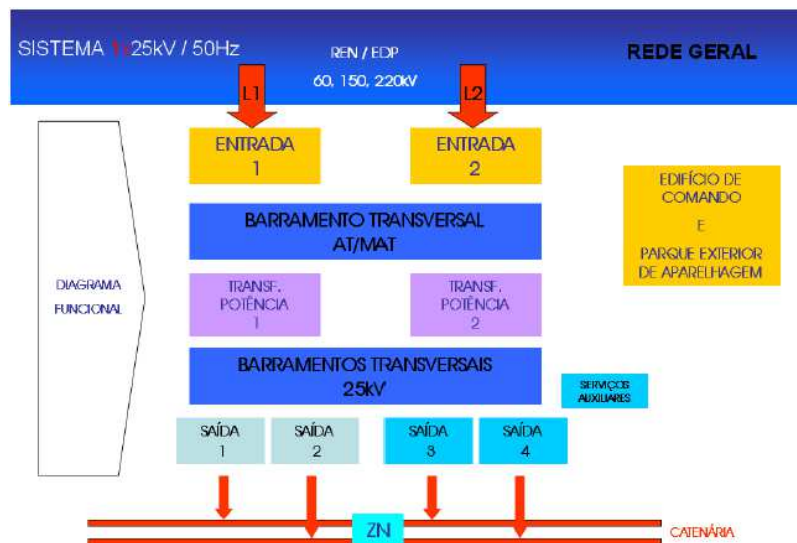 SISTEMA 1x25kV / 50Hz
REN / EDP
60, 150, 220kV
REDE GERAL
L1
L2
ENTRADA
1
ENTRADA
2
EDIFÍCIO DE
COMANDO
E
PARQUE EXTERIOR
DE APARELHAGEM
BARRAMENTO TRANSVERSAL
AT/MAT
DIAGRAMA
FUNCIONAL
TRANSF.
POTÊNCIA
1
TRANSF.
POTÊNCIA
2
BARRAMENTOS TRANSVERSAIS
25kV
SERVIÇOS
AUXILIARES
SAÍDA
1
SAÍDA
2
SAÍDA
3
SAÍDA
4
ZN
CATENÁRIA